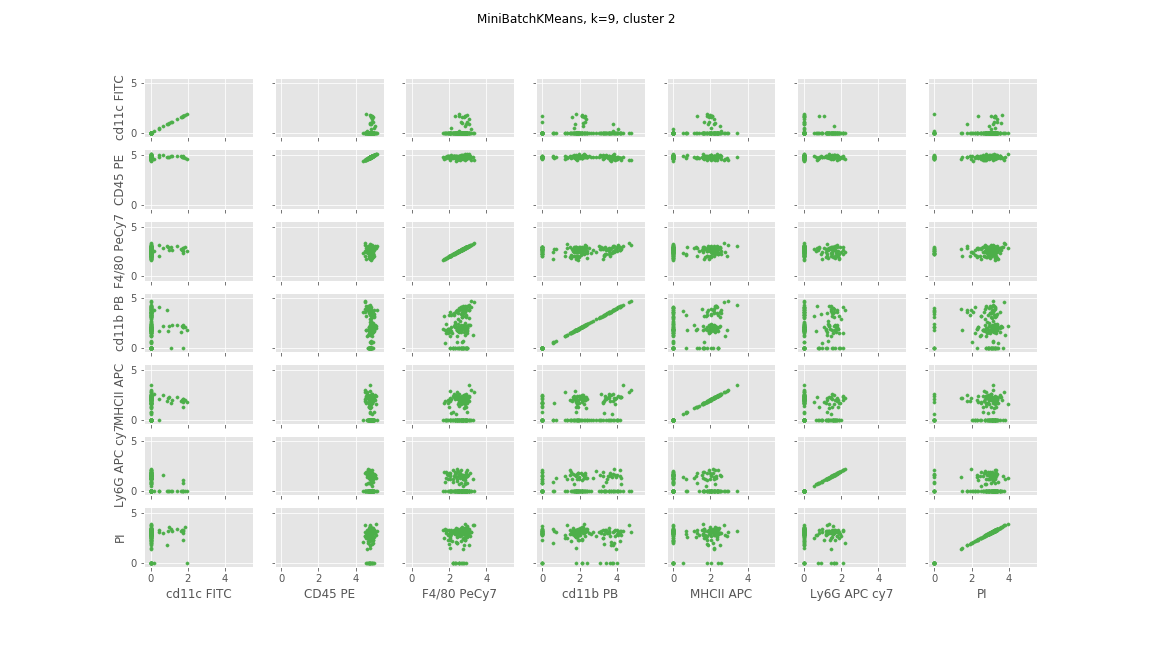 MiniBatchKMeans, k=9, cluster 2
cd11c FITC
5
0
CD45 PE
5
0
F4/80 PeCy7
5
0
cd11b PB
5
0
MHCII APC
5
0
Ly6G APC cy7
5
0
PI
5
0
0 2 4 0 2 4 0 2 4 0 2 4 0 2 4 0 2 4 0 2 4
cd11c FITC CD45 PE F4/80 PeCy7 cd11b PB MHCII APC Ly6G APC cy7 PI